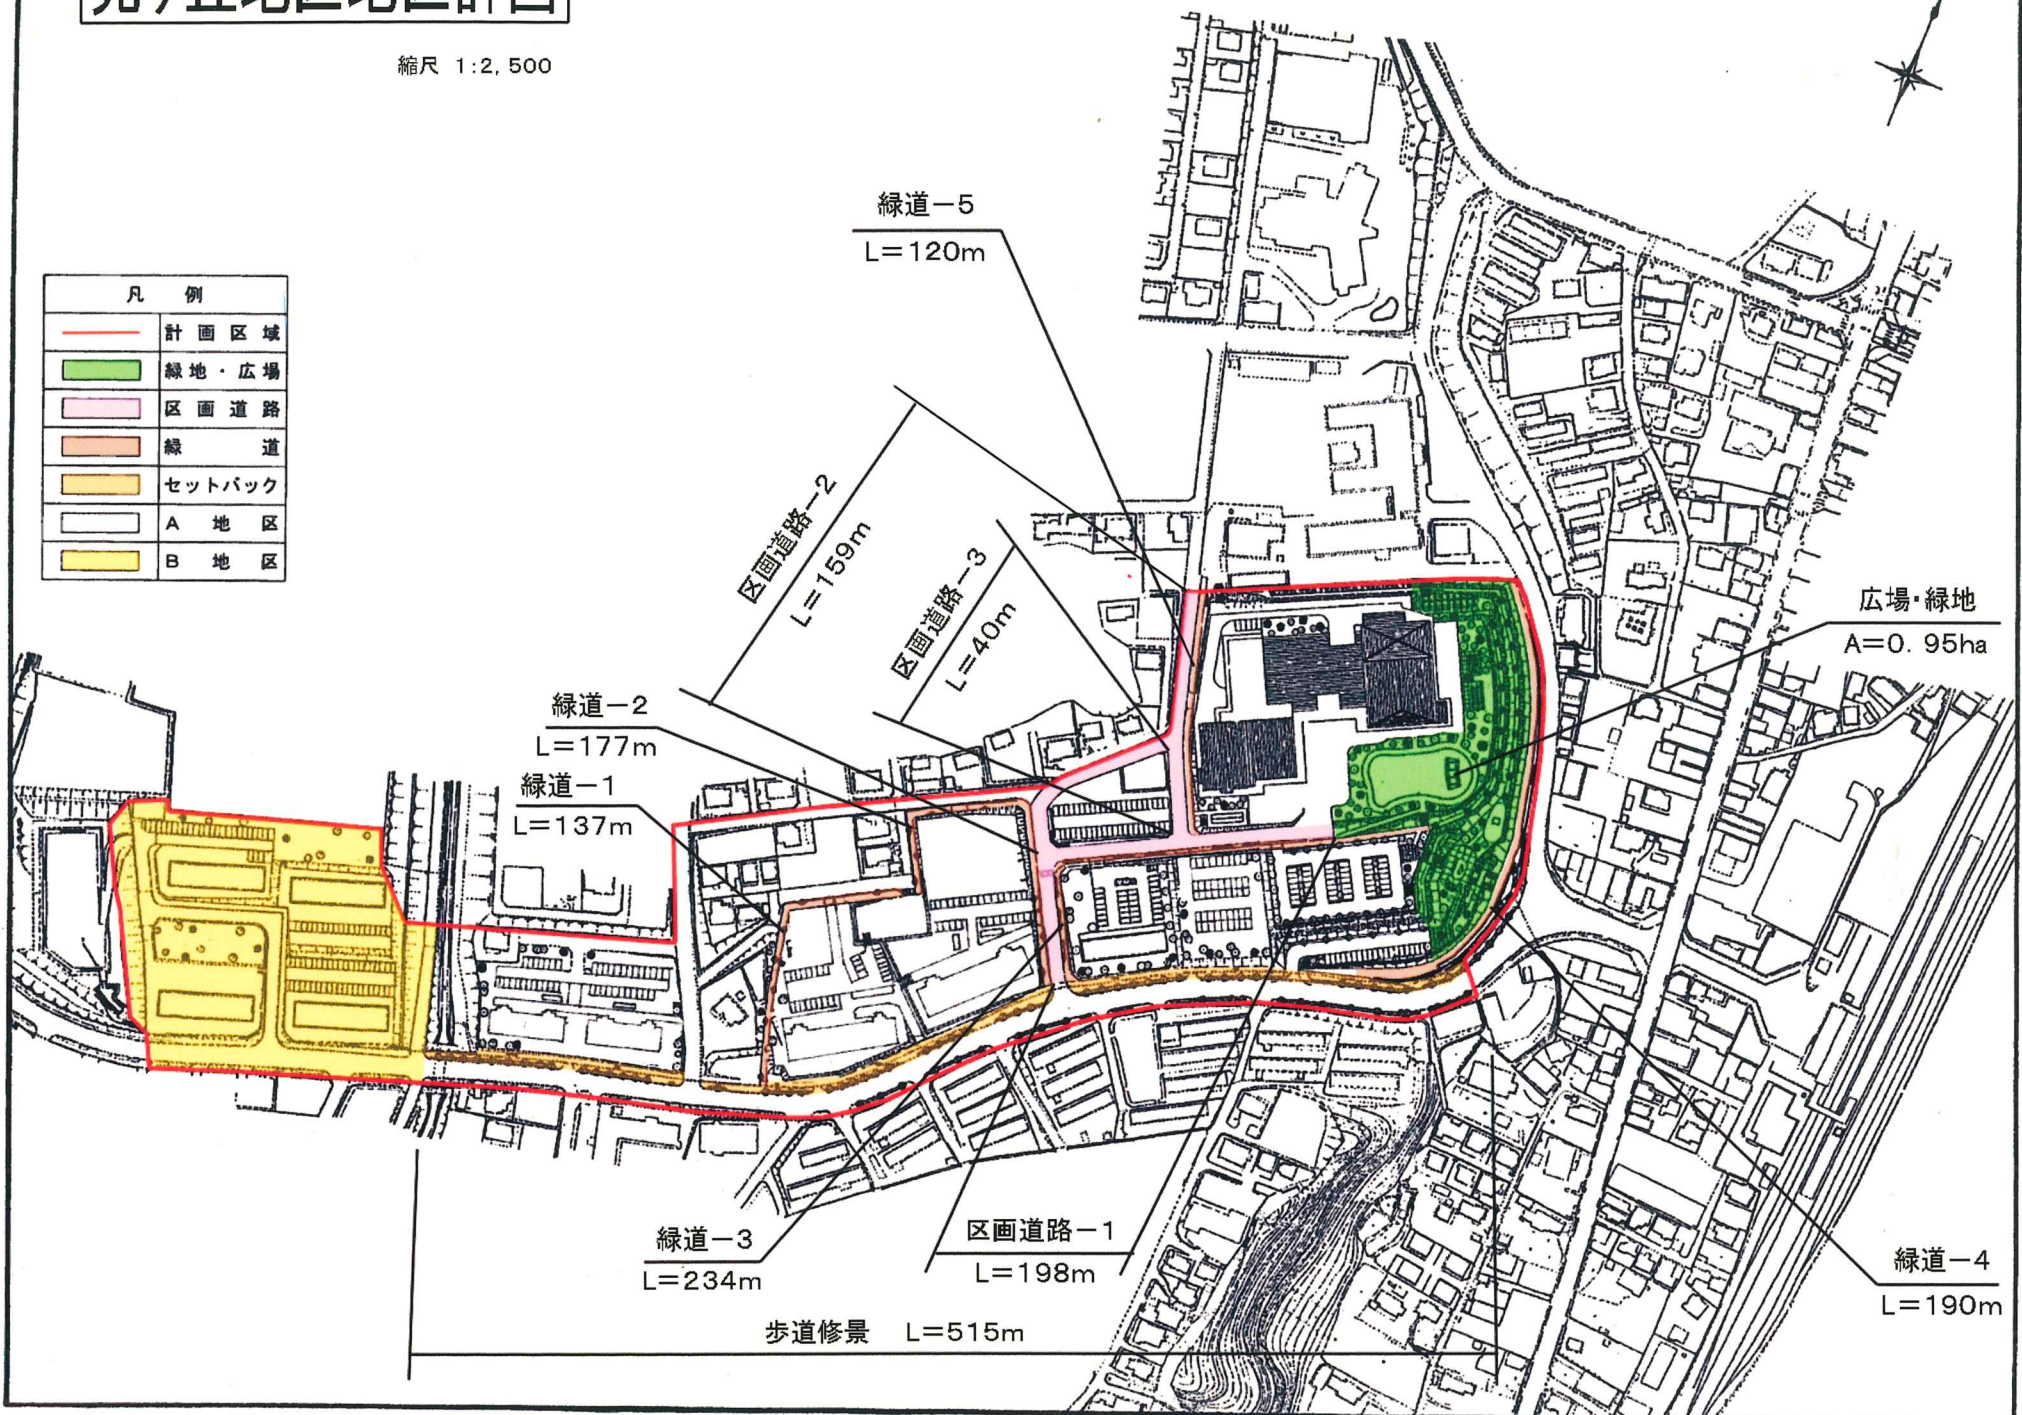 縮尺 1:2,500
凡 例
計画区域
緑地・広場
区画道路
緑 道
セットバック
A 地 区
B 地 区
緑道－5
L＝120m
区画道路－2
L＝159m
区画道路－3
L＝40m
広場・緑地
A＝0.95ha
緑道－2
L＝177m
緑道－1
L＝137m
緑道－3
L＝234m
区画道路－1
L＝198m
緑道－4
L＝190m
歩道修景 L＝515m